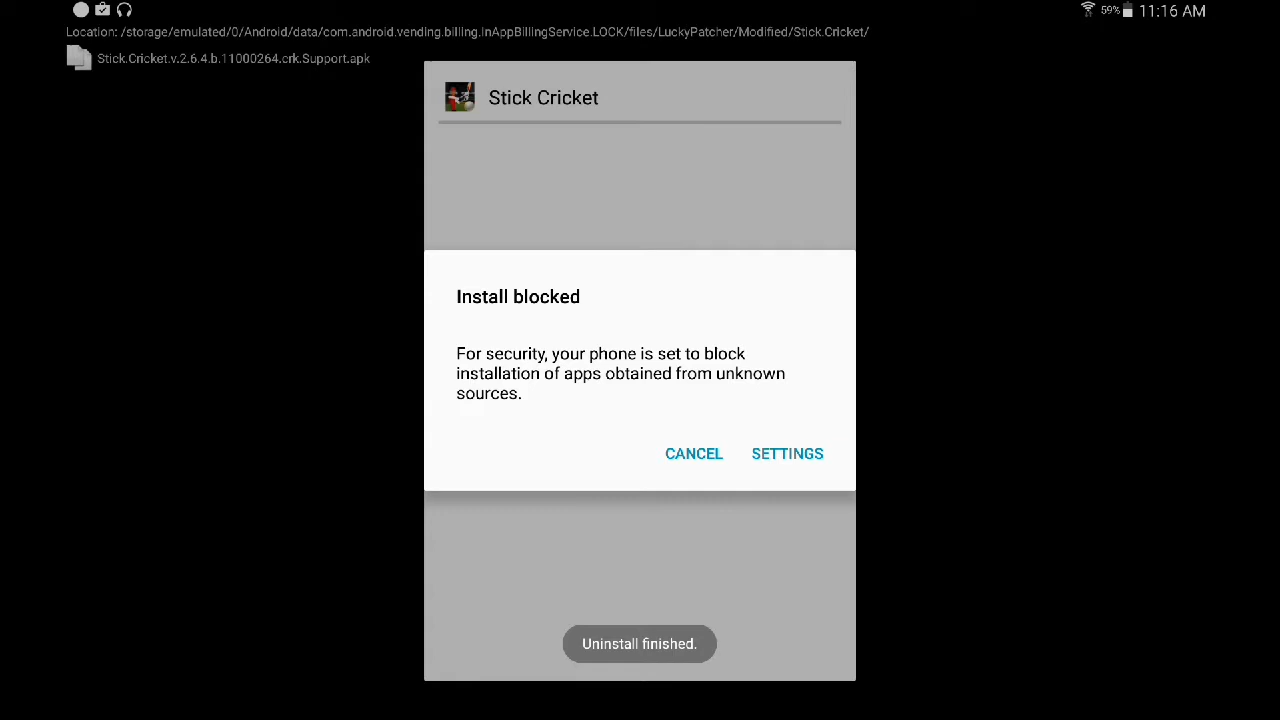 59% 11:16 AM
Location: /storage/emulated/0/Android/data/com.android.vending.billing.InAppBillingService.LOCK/files/LuckyPatcher/Modified/Stick.Cricket/
Stick.Cricket.v.2.6.4.b.11000264.crk.Support.apk
Stick Cricket
Install blocked
For security, your phone is set to block
installation of apps obtained from unknown
sources.
CANCEL SETTINGS
Uninstall finished.